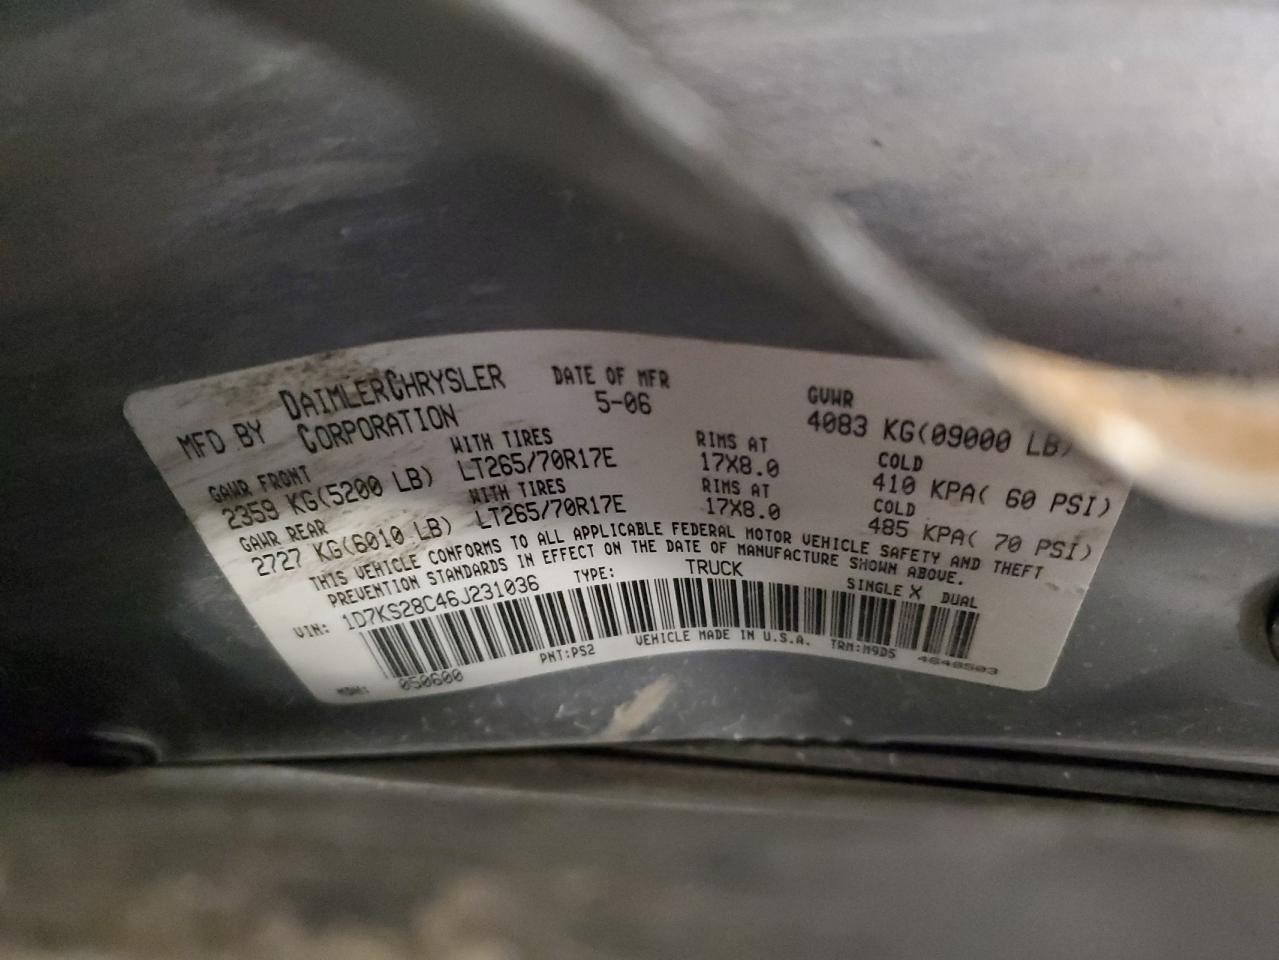 MFD BY DAIMLERCHRYSLER CORPORATION
DATE OF MFR 5-06
GVWR 4083 KG(09000 LB)
GAWR FRONT WITH TIRES RIMS AT COLD
2359 KG(5200 LB) LT265/70R17E 17X8.0 410 KPA( 60 PSI)
GAWR REAR WITH TIRES RIMS AT COLD
2727 KG(6010 LB) LT265/70R17E 17X8.0 485 KPA( 70 PSI)
THIS VEHICLE CONFORMS TO ALL APPLICABLE FEDERAL MOTOR VEHICLE SAFETY AND THEFT
PREVENTION STANDARDS IN EFFECT ON THE DATE OF MANUFACTURE SHOWN ABOVE.
VIN: 1D7KS28C46J231036 TYPE: TRUCK SINGLE X DUAL
MDH: 050600 PNT:PS2 VEHICLE MADE IN U.S.A. TRM:M9D5 4648503